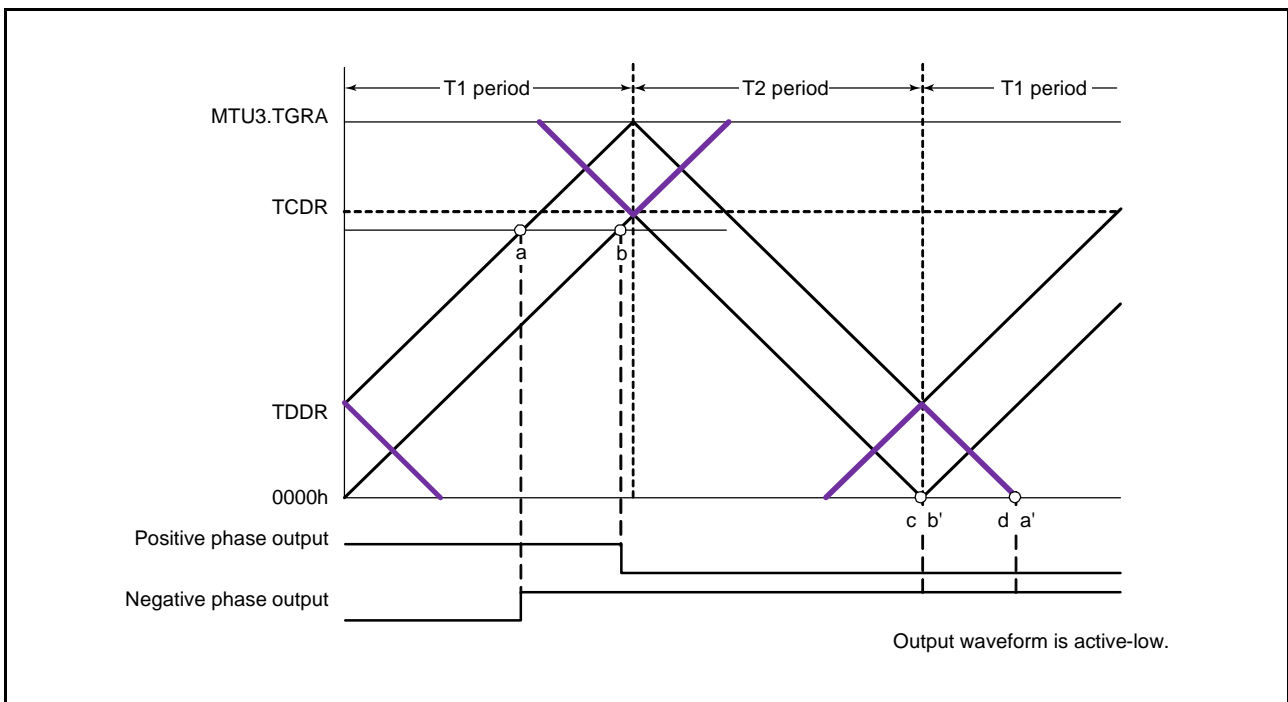 T1 period T2 period T1 period
MTU3.TGRA
TCDR
a b
TDDR
0000h
c b' d a'
Positive phase output
Negative phase output
Output waveform is active-low.